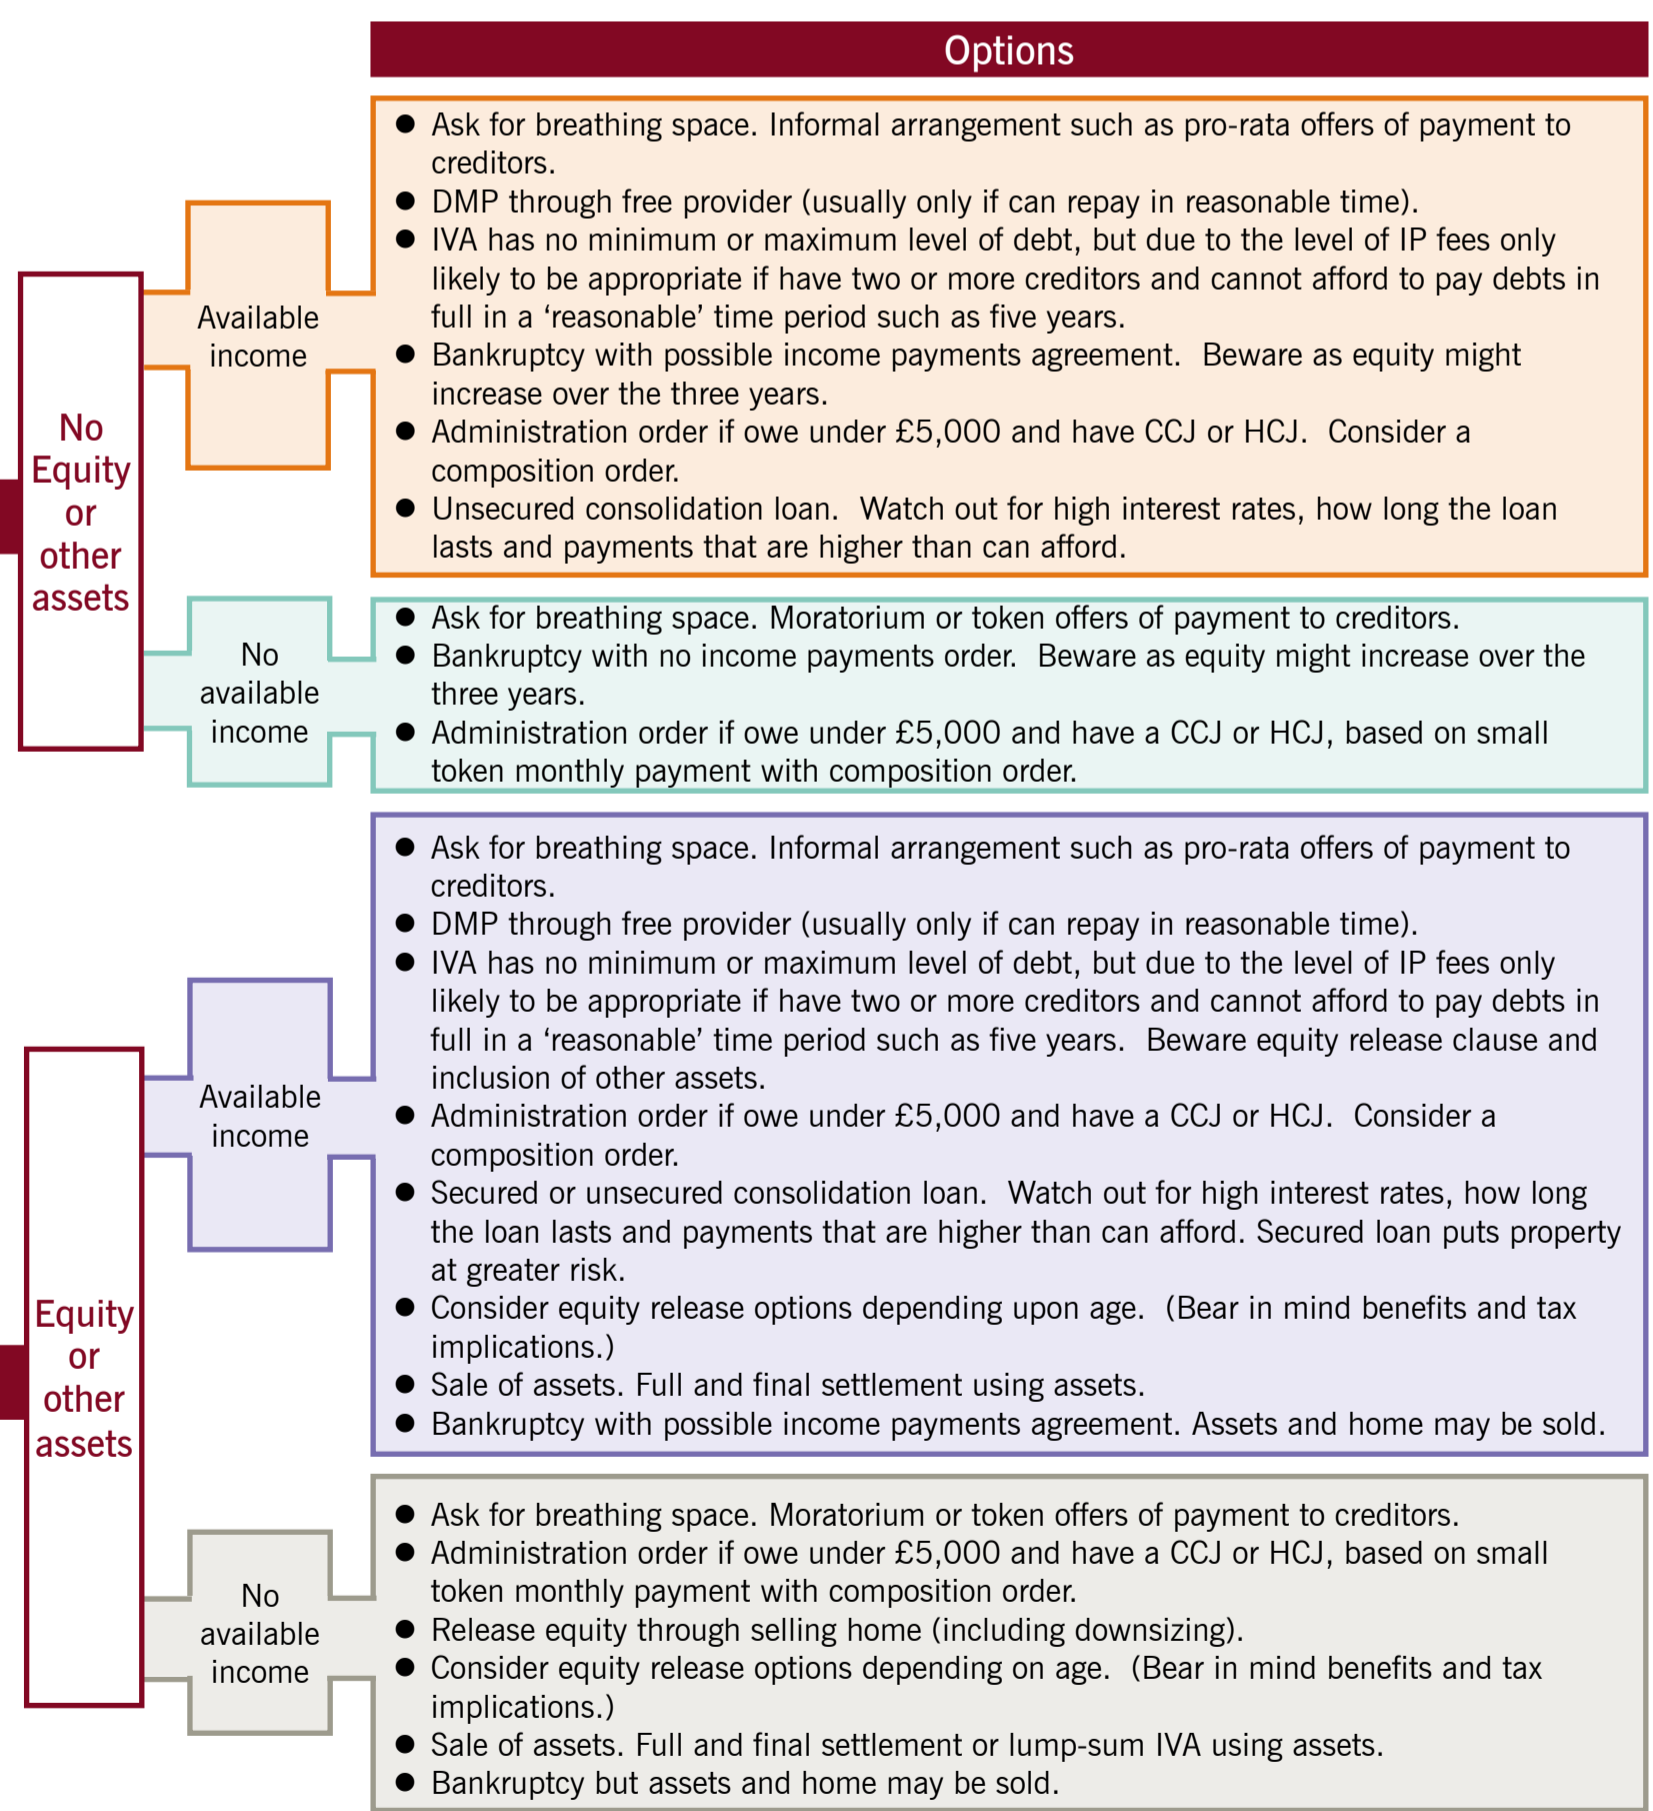 Options
No
Equity
or
other
assets
Available
income
● Ask for breathing space. Informal arrangement such as pro-rata offers of payment to
creditors.
● DMP through free provider (usually only if can repay in reasonable time).
● IVA has no minimum or maximum level of debt, but due to the level of IP fees only
likely to be appropriate if have two or more creditors and cannot afford to pay debts in
full in a ‘reasonable’ time period such as five years.
● Bankruptcy with possible income payments agreement. Beware as equity might
increase over the three years.
● Administration order if owe under £5,000 and have CCJ or HCJ. Consider a
composition order.
● Unsecured consolidation loan. Watch out for high interest rates, how long the loan
lasts and payments that are higher than can afford.
No
available
income
● Ask for breathing space. Moratorium or token offers of payment to creditors.
● Bankruptcy with no income payments order. Beware as equity might increase over the
three years.
● Administration order if owe under £5,000 and have a CCJ or HCJ, based on small
token monthly payment with composition order.
Equity
or
other
assets
Available
income
● Ask for breathing space. Informal arrangement such as pro-rata offers of payment to
creditors.
● DMP through free provider (usually only if can repay in reasonable time).
● IVA has no minimum or maximum level of debt, but due to the level of IP fees only
likely to be appropriate if have two or more creditors and cannot afford to pay debts in
full in a ‘reasonable’ time period such as five years. Beware equity release clause and
inclusion of other assets.
● Administration order if owe under £5,000 and have a CCJ or HCJ. Consider a
composition order.
● Secured or unsecured consolidation loan. Watch out for high interest rates, how long
the loan lasts and payments that are higher than can afford. Secured loan puts property
at greater risk.
● Consider equity release options depending upon age. (Bear in mind benefits and tax
implications.)
● Sale of assets. Full and final settlement using assets.
● Bankruptcy with possible income payments agreement. Assets and home may be sold.
No
available
income
● Ask for breathing space. Moratorium or token offers of payment to creditors.
● Administration order if owe under £5,000 and have a CCJ or HCJ, based on small
token monthly payment with composition order.
● Release equity through selling home (including downsizing).
● Consider equity release options depending on age. (Bear in mind benefits and tax
implications.)
● Sale of assets. Full and final settlement or lump-sum IVA using assets.
● Bankruptcy but assets and home may be sold.